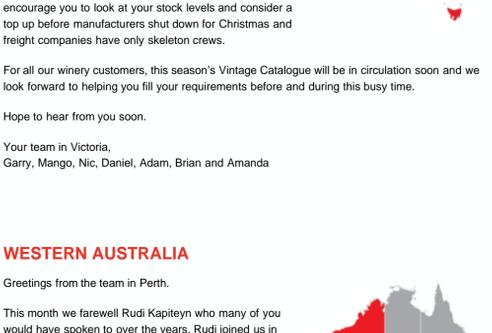 encourage you to look at your stock levels and consider a
top up before manufacturers shut down for Christmas and
freight companies have only skeleton crews.
For all our winery customers, this season's Vintage Catalogue will be in circulation soon and we
look forward to helping you fill your requirements before and during this busy time.
Hope to hear from you soon.
Your team in Victoria,
Garry, Mango, Nic, Daniel, Adam, Brian and Amanda
WESTERN AUSTRALIA
Greetings from the team in Perth.
This month we farewell Rudi Kapiteyn who many of you
would have spoken to over the years. Rudi joined us in